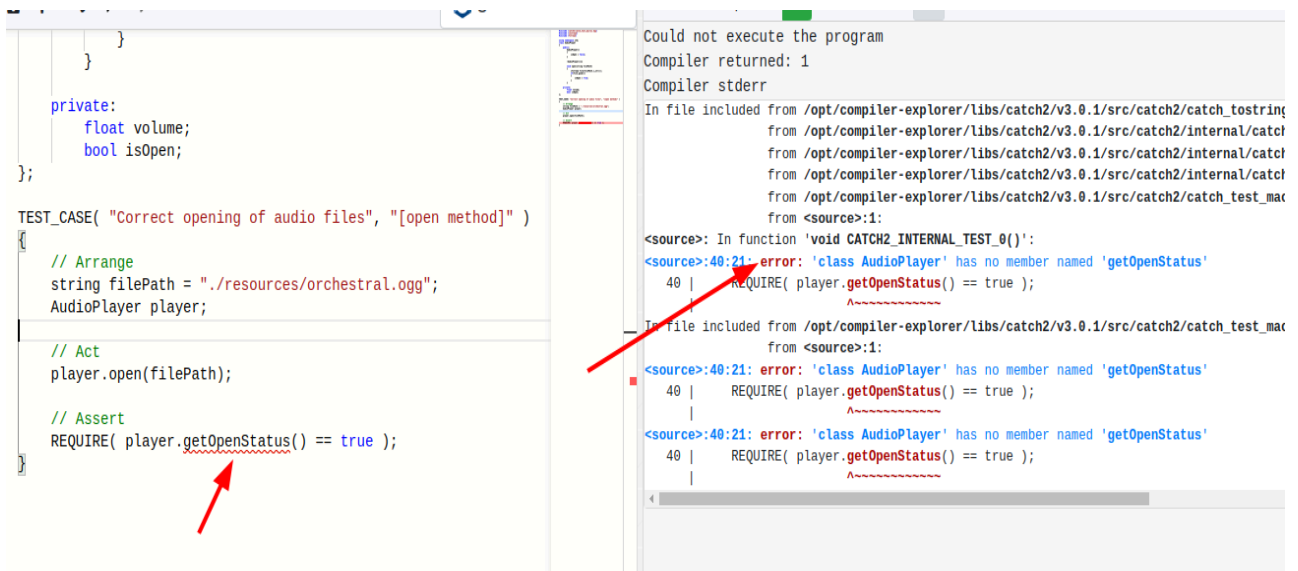 }
}
private:
float volume;
bool isOpen;
};
TEST_CASE( "Correct opening of audio files", "[open method]" )
{
// Arrange
string filePath = "./resources/orchestral.ogg";
AudioPlayer player;
// Act
player.open(filePath);
// Assert
REQUIRE( player.getOpenStatus() == true );
}
Could not execute the program
Compiler returned: 1
Compiler stderr
In file included from /opt/compiler-explorer/libs/catch2/v3.0.1/src/catch2/catch_tostring
from /opt/compiler-explorer/libs/catch2/v3.0.1/src/catch2/internal/catch
from /opt/compiler-explorer/libs/catch2/v3.0.1/src/catch2/internal/catch
from /opt/compiler-explorer/libs/catch2/v3.0.1/src/catch2/internal/catch
from /opt/compiler-explorer/libs/catch2/v3.0.1/src/catch2/catch_test_mac
from <source>:1:
<source>: In function 'void CATCH2_INTERNAL_TEST_0()':
<source>:40:21: error: 'class AudioPlayer' has no member named 'getOpenStatus'
40 | REQUIRE( player.getOpenStatus() == true );
| ^~~~~~~~~~~~~
In file included from /opt/compiler-explorer/libs/catch2/v3.0.1/src/catch2/catch_test_mac
from <source>:1:
<source>:40:21: error: 'class AudioPlayer' has no member named 'getOpenStatus'
40 | REQUIRE( player.getOpenStatus() == true );
| ^~~~~~~~~~~~~
<source>:40:21: error: 'class AudioPlayer' has no member named 'getOpenStatus'
40 | REQUIRE( player.getOpenStatus() == true );
| ^~~~~~~~~~~~~